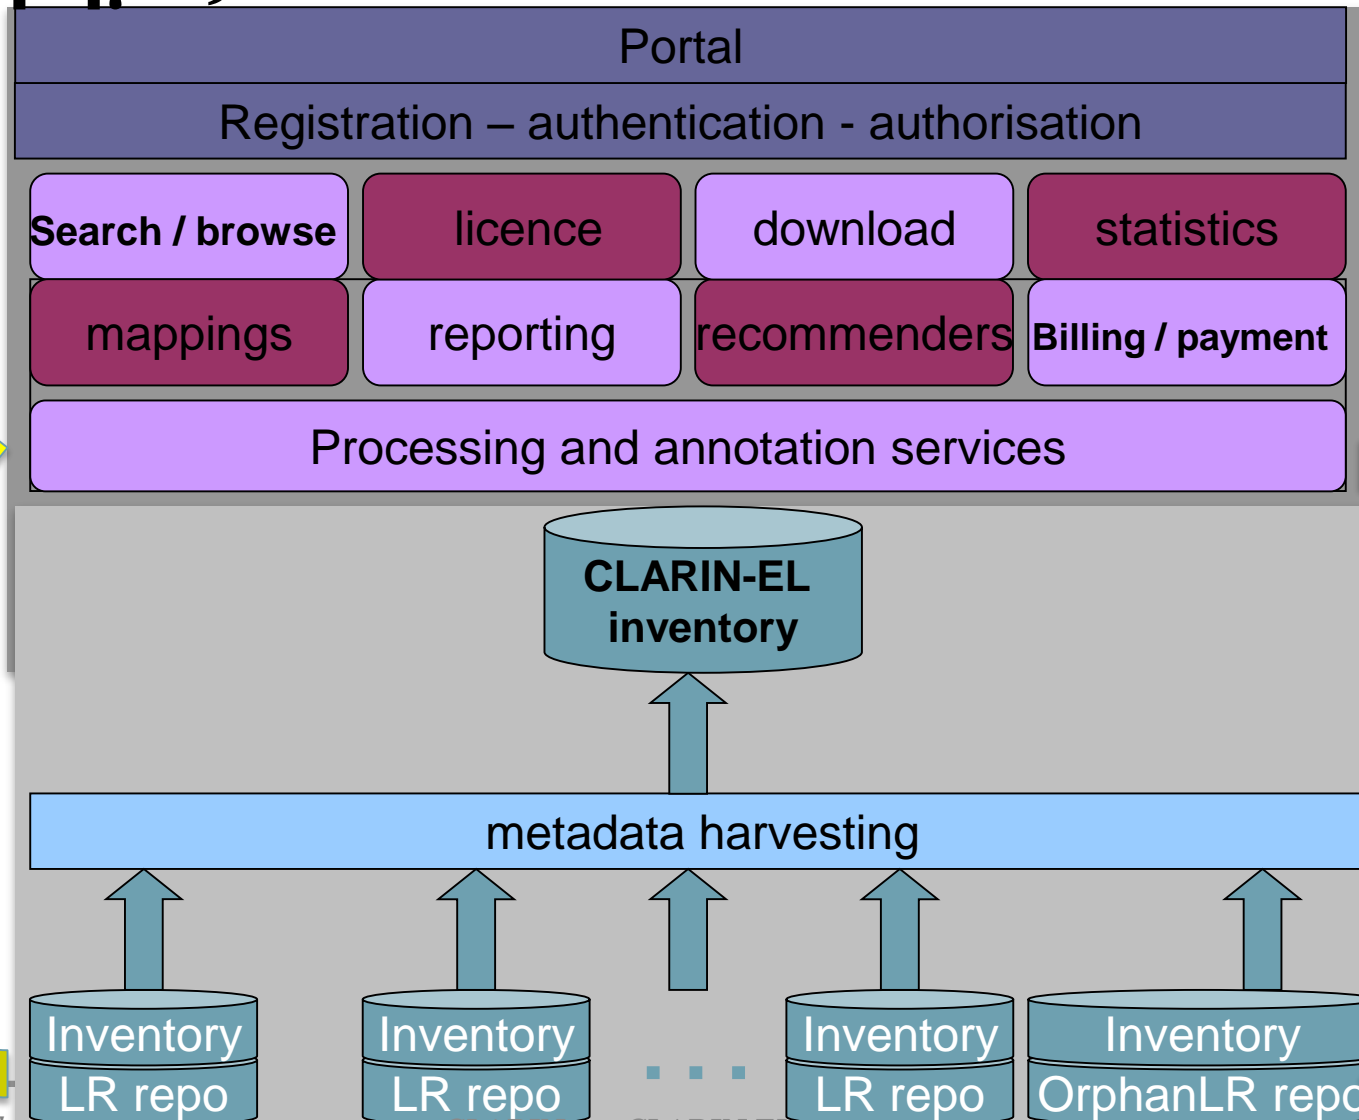 Portal
Registration – authentication - authorisation
Search / browse
licence
download
statistics
mappings
reporting
recommenders
Billing / payment
Processing and annotation services
CLARIN-EL
inventory
metadata harvesting
Inventory
Inventory
Inventory
Inventory
LR repo
LR repo
. . .
LR repo
OrphanLR repo